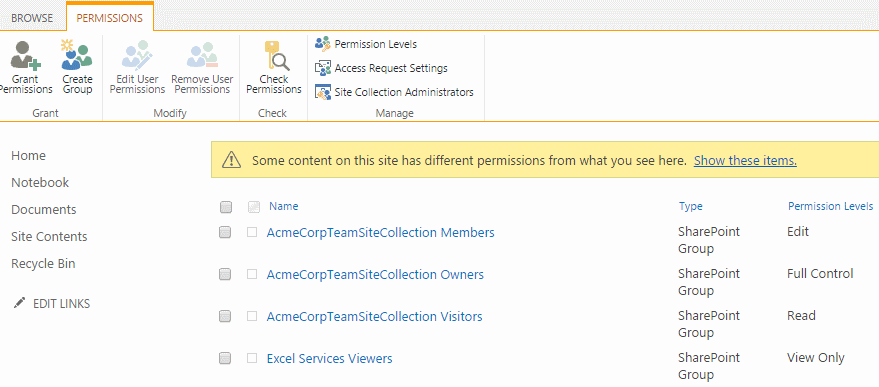 BROWSE PERMISSIONS
Grant Permissions
Create Group
Edit User Permissions
Remove User Permissions
Check Permissions
Permission Levels
Access Request Settings
Site Collection Administrators
Grant Modify Check Manage
Home
Notebook
Documents
Site Contents
Recycle Bin
EDIT LINKS
Some content on this site has different permissions from what you see here. Show these items.
Name Type Permission Levels
AcmeCorpTeamSiteCollection Members SharePoint Group Edit
AcmeCorpTeamSiteCollection Owners SharePoint Group Full Control
AcmeCorpTeamSiteCollection Visitors SharePoint Group Read
Excel Services Viewers SharePoint Group View Only